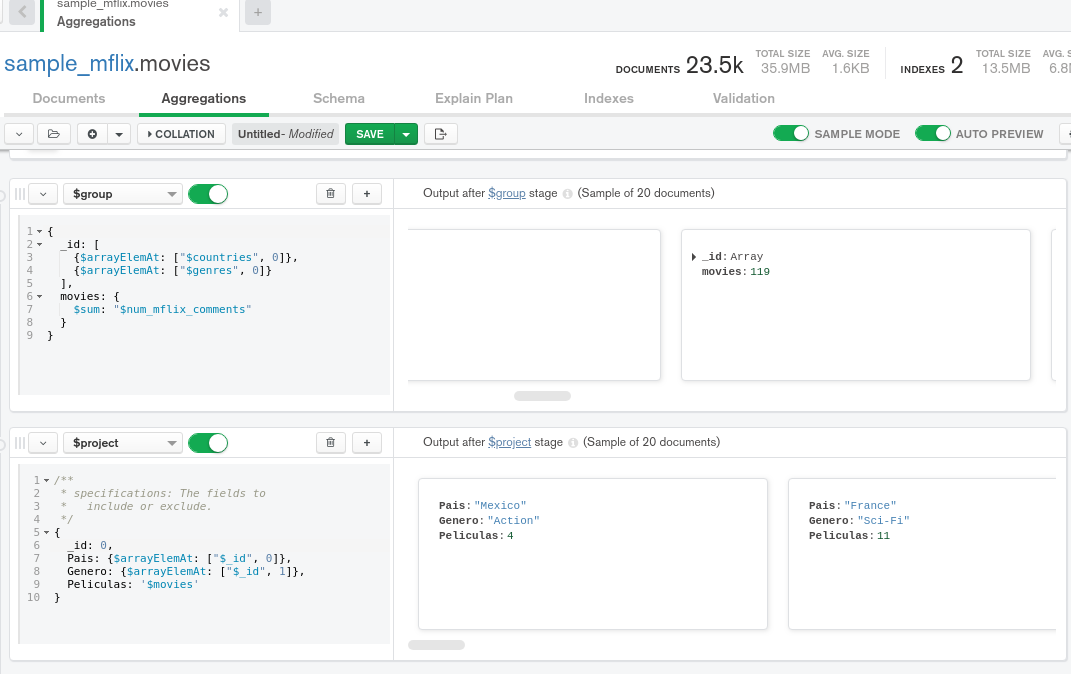 sample_mflix.movies
Aggregations
+
sample_mflix.movies
DOCUMENTS 23.5k TOTAL SIZE 35.9MB AVG. SIZE 1.6KB INDEXES 2 TOTAL SIZE 13.5MB AVG. S 6.8M
Documents Aggregations Schema Explain Plan Indexes Validation
COLLATION Untitled- Modified SAVE SAMPLE MODE AUTO PREVIEW
$group + Output after $group stage (Sample of 20 documents)
1 {
2 _id: [
3 {$arrayElemAt: ["$countries", 0]},
4 {$arrayElemAt: ["$genres", 0]}
5 ],
6 movies: {
7 $sum: "$num_mflix_comments"
8 }
9 }
_id: Array
movies: 119
$project + Output after $project stage (Sample of 20 documents)
1 /**
2 * specifications: The fields to
3 * include or exclude.
4 */
5 {
6 _id: 0,
7 Pais: {$arrayElemAt: ["$_id", 0]},
8 Genero: {$arrayElemAt: ["$_id", 1]},
9 Peliculas: '$movies'
10 }
Pais: "Mexico"
Genero: "Action"
Peliculas: 4
Pais: "France"
Genero: "Sci-Fi"
Peliculas: 11